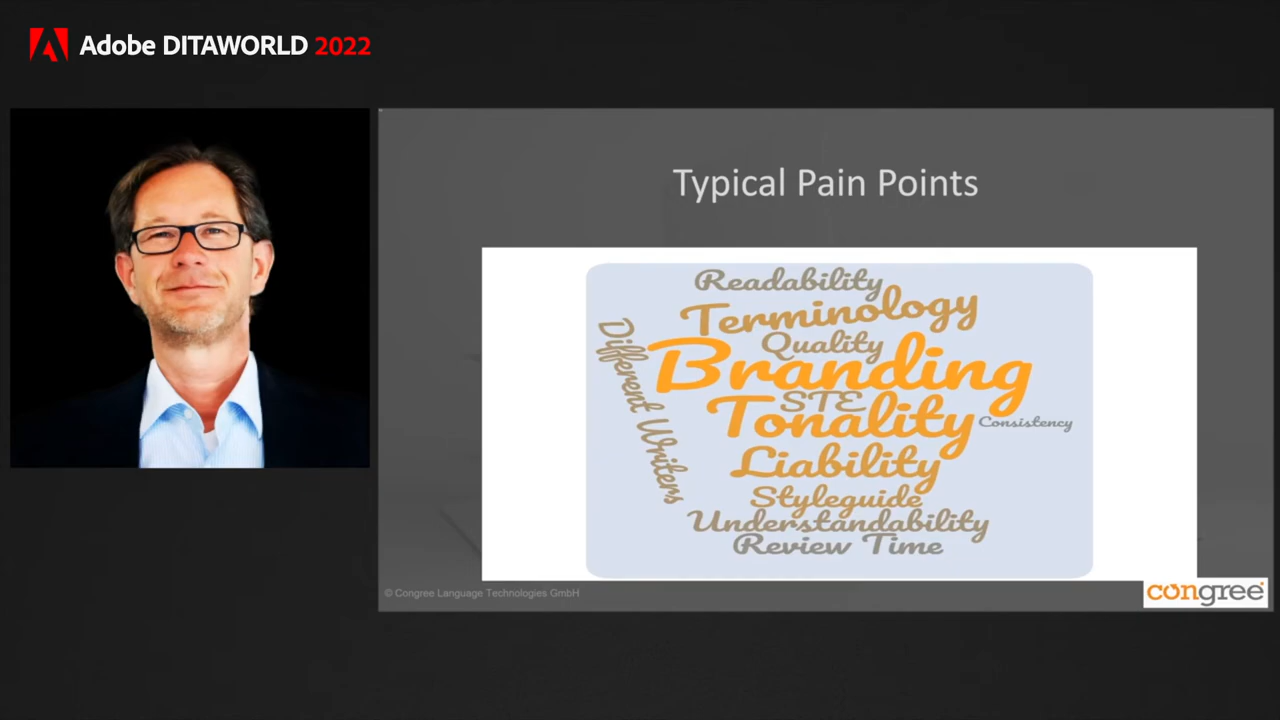 Adobe DITAWORLD 2022
Typical Pain Points
Readability
Terminology
Quality
Different Writers
Branding
STE
Tonality
Consistency
Liability
Styleguide
Understandability
Review Time
© Congree Language Technologies GmbH
congree